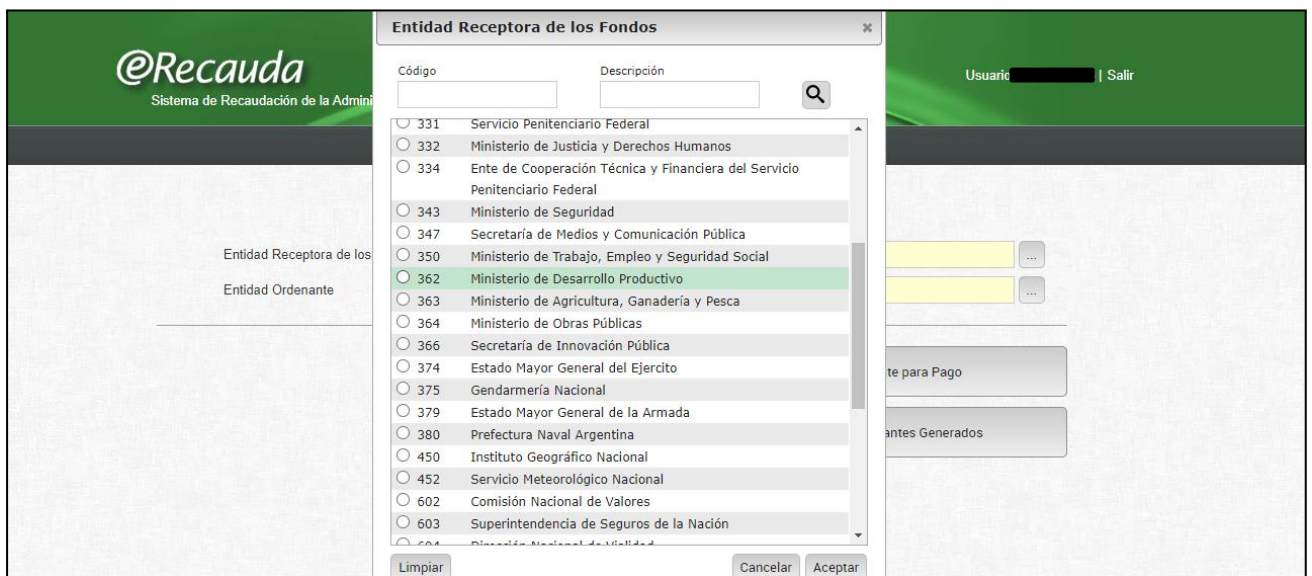 Entidad Receptora de los Fondos
@Recauda
Sistema de Recaudación de la Admini
Usuario
| Salir
Código
Descripción
331 Servicio Penitenciario Federal
332 Ministerio de Justicia y Derechos Humanos
334 Ente de Cooperación Técnica y Financiera del Servicio
Penitenciario Federal
343 Ministerio de Seguridad
347 Secretaría de Medios y Comunicación Pública
350 Ministerio de Trabajo, Empleo y Seguridad Social
362 Ministerio de Desarrollo Productivo
363 Ministerio de Agricultura, Ganadería y Pesca
364 Ministerio de Obras Públicas
366 Secretaría de Innovación Pública
374 Estado Mayor General del Ejercito
375 Gendarmería Nacional
379 Estado Mayor General de la Armada
380 Prefectura Naval Argentina
450 Instituto Geográfico Nacional
452 Servicio Meteorológico Nacional
602 Comisión Nacional de Valores
603 Superintendencia de Seguros de la Nación
604 Dirección Nacional de Vialidad
Entidad Receptora de los
...
Entidad Ordenante
...
te para Pago
antes Generados
Limpiar
Cancelar
Aceptar